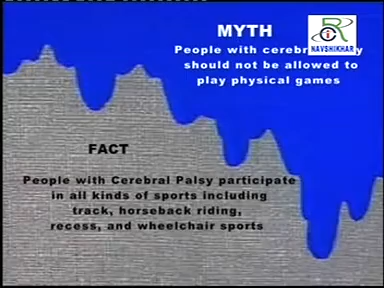 MYTH
People with cerebr y
should not be allowed to
play physical games
R
i
NAVSHIKHAR
FACT
People with Cerebral Palsy participate
in all kinds of sports including
track, horseback riding,
recess, and wheelchair sports